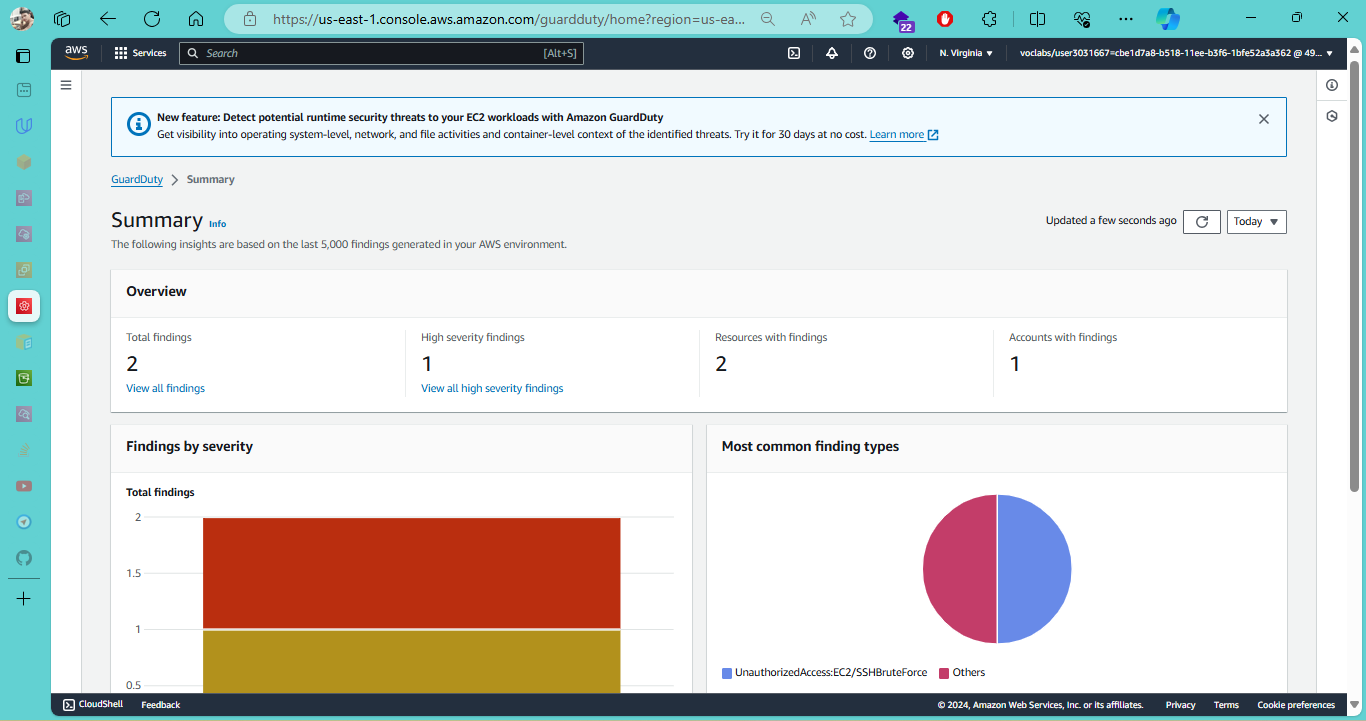 https://us-east-1.console.aws.amazon.com/guardduty/home?region=us-ea...
22
aws
Services
Search
[Alt+S]
N. Virginia
voclabs/user3031667=cbe1d7a8-b518-11ee-b3f6-1bfe52a3a362 @ 49...
New feature: Detect potential runtime security threats to your EC2 workloads with Amazon GuardDuty
Get visibility into operating system-level, network, and file activities and container-level context of the identified threats. Try it for 30 days at no cost. Learn more
GuardDuty > Summary
Summary Info
Updated a few seconds ago
Today
The following insights are based on the last 5,000 findings generated in your AWS environment.
Overview
Total findings
2
View all findings
High severity findings
1
View all high severity findings
Resources with findings
2
Accounts with findings
1
Findings by severity
Total findings
2
1.5
1
0.5
Most common finding types
UnauthorizedAccess:EC2/SSHBruteForce
Others
CloudShell
Feedback
© 2024, Amazon Web Services, Inc. or its affiliates.
Privacy
Terms
Cookie preferences